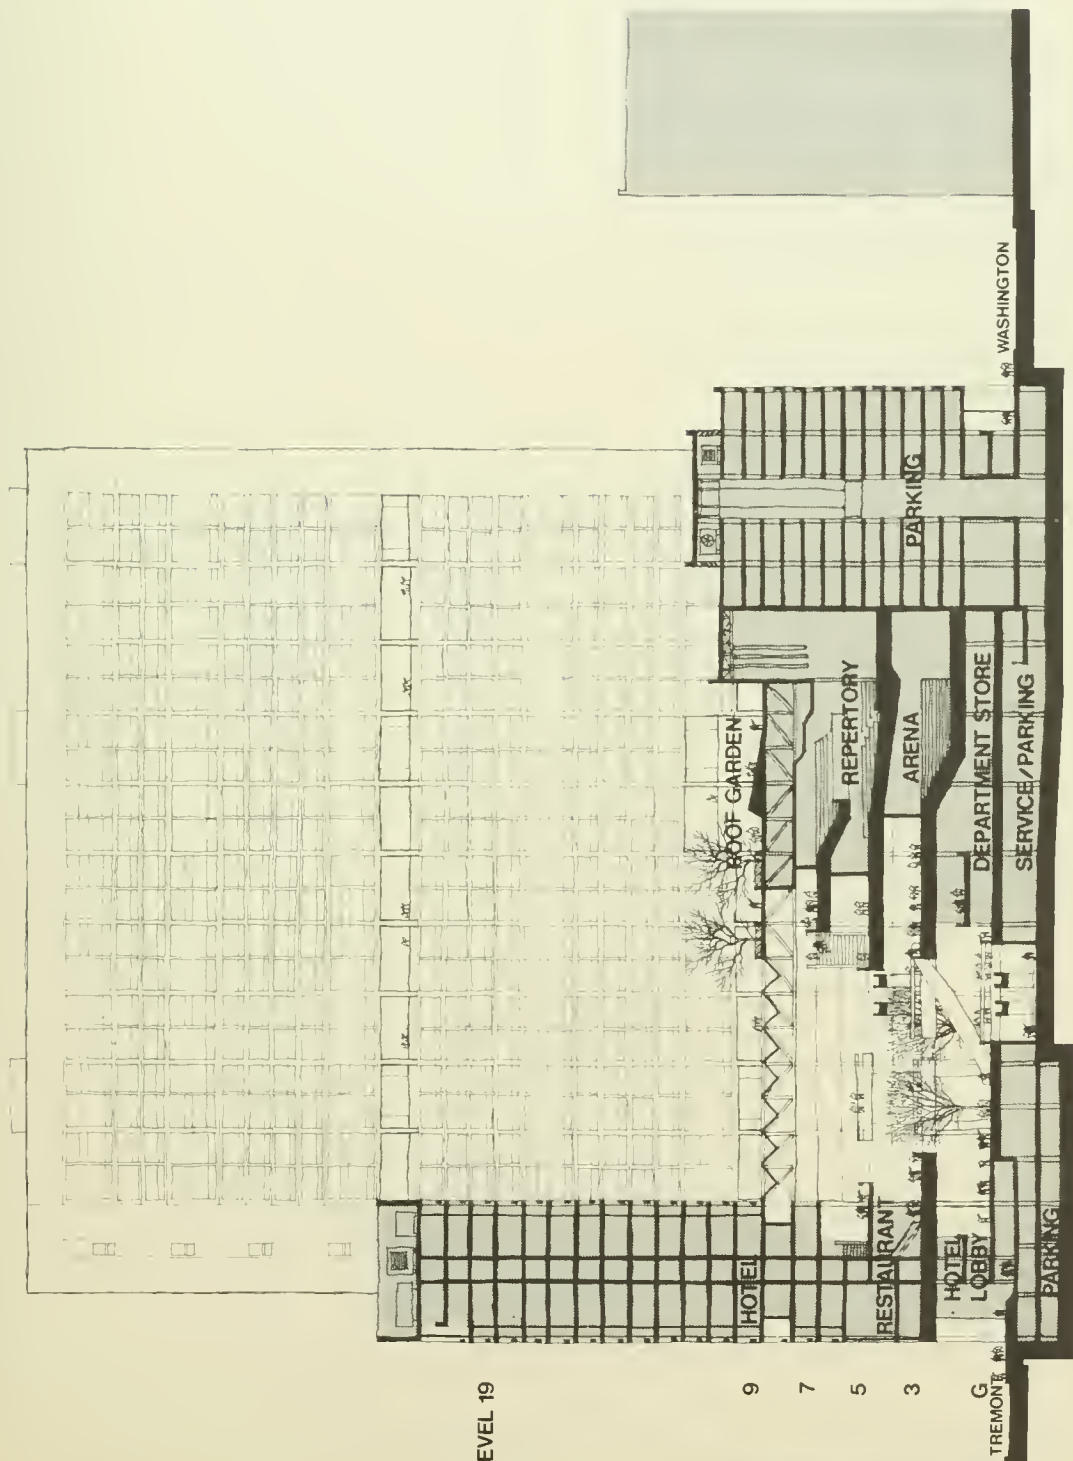 EVEL 19
9
7
5
3
G
TREMONT
HOTEL
RESTAURANT
HOTEL
LOBBY
PARKING
ROOF GARDEN
REPERTORY
ARENA
DEPARTMENT STORE
SERVICE/PARKING
PARKING
WASHINGTON